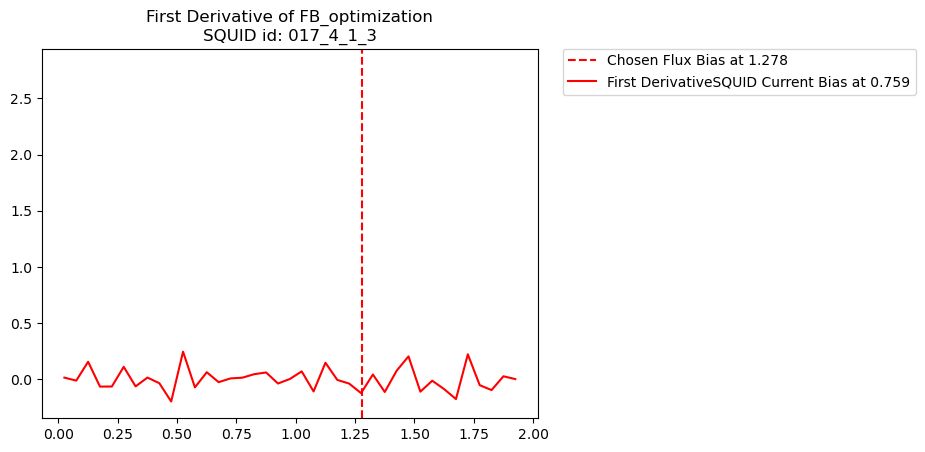 First Derivative of FB_optimization
SQUID id: 017_4_1_3
Chosen Flux Bias at 1.278
First DerivativeSQUID Current Bias at 0.759
2.5
2.0
1.5
1.0
0.5
0.0
0.00 0.25 0.50 0.75 1.00 1.25 1.50 1.75 2.00